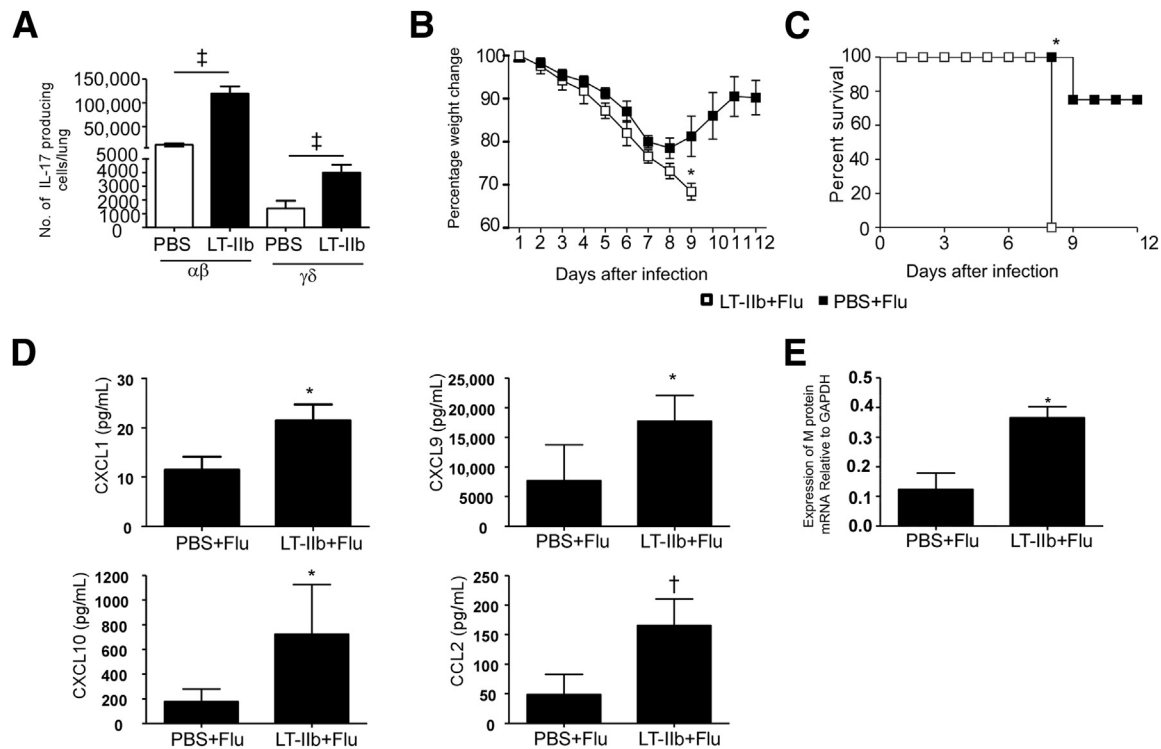 A
No. of IL-17 producing
cells/lung
150,000
100,000
50,000
5000
4000
3000
2000
1000
0
‡
‡
PBS LT-IIb PBS LT-IIb
αβ γδ
B
Percentage weight change
100
90
80
70
60
*
1 2 3 4 5 6 7 8 9 10 11 12
Days after infection
C
Percent survival
100
80
60
40
20
0
*
0 3 6 9 12
Days after infection
LT-IIb+Flu PBS+Flu
D
CXCL1 (pg/mL)
30
20
10
0
*
PBS+Flu LT-IIb+Flu
CXCL9 (pg/mL)
25,000
20,000
15,000
10,000
5000
0
*
PBS+Flu LT-IIb+Flu
CXCL10 (pg/mL)
1200
1000
800
600
400
200
0
*
PBS+Flu LT-IIb+Flu
CCL2 (pg/mL)
250
200
150
100
50
0
†
PBS+Flu LT-IIb+Flu
E
Expression of M protein
mRNA Relative to GAPDH
0.5
0.4
0.3
0.2
0.1
0.0
*
PBS+Flu LT-IIb+Flu